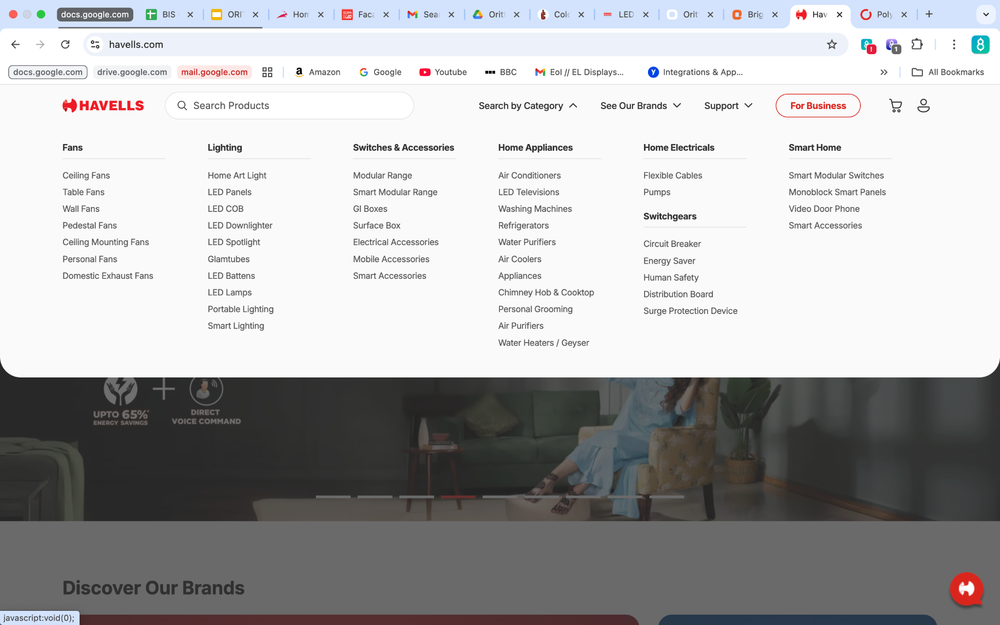 docs.google.com BIS ORI Hom Faca Sear Oritt Colo LED Orit Brig Hav Poly
havells.com
docs.google.com drive.google.com mail.google.com Amazon Google Youtube BBC Eol // EL Displays... Integrations & App... All Bookmarks
HAVELLS Search Products Search by Category See Our Brands Support For Business
Fans
Ceiling Fans
Table Fans
Wall Fans
Pedestal Fans
Ceiling Mounting Fans
Personal Fans
Domestic Exhaust Fans
Lighting
Home Art Light
LED Panels
LED COB
LED Downlighter
LED Spotlight
Glamtubes
LED Battens
LED Lamps
Portable Lighting
Smart Lighting
Switches & Accessories
Modular Range
Smart Modular Range
GI Boxes
Surface Box
Electrical Accessories
Mobile Accessories
Smart Accessories
Home Appliances
Air Conditioners
LED Televisions
Washing Machines
Refrigerators
Water Purifiers
Air Coolers
Appliances
Chimney Hob & Cooktop
Personal Grooming
Air Purifiers
Water Heaters / Geyser
Home Electricals
Flexible Cables
Pumps
Switchgears
Circuit Breaker
Energy Saver
Human Safety
Distribution Board
Surge Protection Device
Smart Home
Smart Modular Switches
Monoblock Smart Panels
Video Door Phone
Smart Accessories
UPTO 65%*
ENERGY SAVINGS
DIRECT
VOICE COMMAND
Discover Our Brands
javascript:void(0);